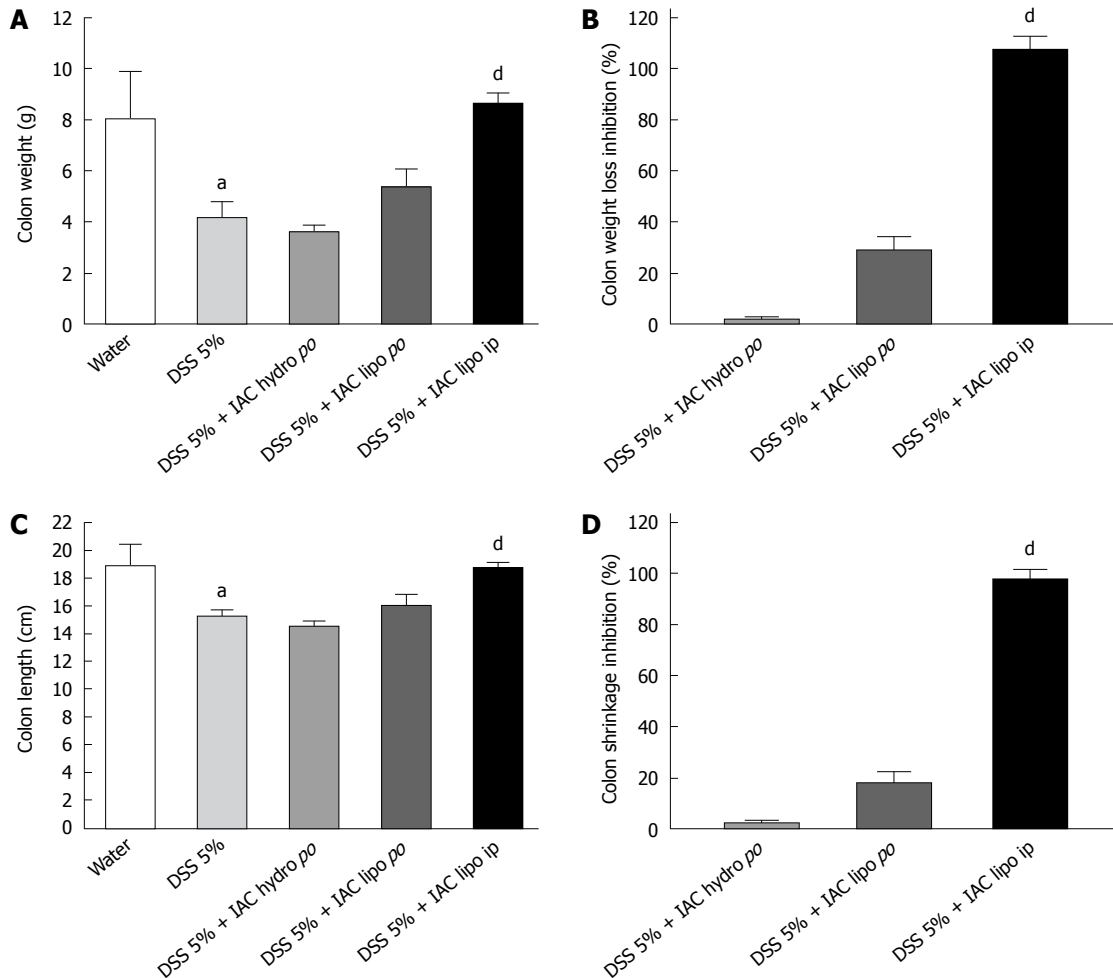 A
Colon weight (g)
12
10
8
6
4
2
0
a
d
Water
DSS 5%
DSS 5% + IAC hydro po
DSS 5% + IAC lipo po
DSS 5% + IAC lipo ip
B
Colon weight loss inhibition (%)
120
100
80
60
40
20
0
d
DSS 5% + IAC hydro po
DSS 5% + IAC lipo po
DSS 5% + IAC lipo ip
C
Colon length (cm)
22
20
18
16
14
12
10
8
6
4
2
0
a
d
Water
DSS 5%
DSS 5% + IAC hydro po
DSS 5% + IAC lipo po
DSS 5% + IAC lipo ip
D
Colon shrinkage inhibition (%)
120
100
80
60
40
20
0
d
DSS 5% + IAC hydro po
DSS 5% + IAC lipo po
DSS 5% + IAC lipo ip